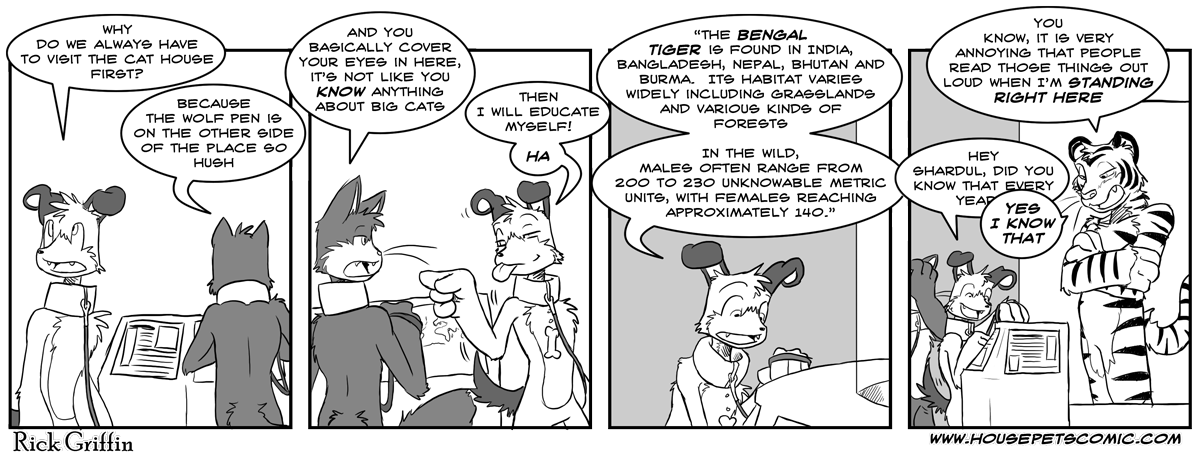 WHY
DO WE ALWAYS HAVE
TO VISIT THE CAT HOUSE
FIRST?
BECAUSE
THE WOLF PEN IS
ON THE OTHER SIDE
OF THE PLACE SO
HUSH
AND YOU
BASICALLY COVER
YOUR EYES IN HERE,
IT'S NOT LIKE YOU
KNOW ANYTHING
ABOUT BIG CATS
THEN
I WILL EDUCATE
MYSELF!
HA
"THE BENGAL
TIGER IS FOUND IN INDIA,
BANGLADESH, NEPAL, BHUTAN AND
BURMA. ITS HABITAT VARIES
WIDELY INCLUDING GRASSLANDS
AND VARIOUS KINDS OF
FORESTS
IN THE WILD,
MALES OFTEN RANGE FROM
200 TO 230 UNKNOWABLE METRIC
UNITS, WITH FEMALES REACHING
APPROXIMATELY 140."
YOU
KNOW, IT IS VERY
ANNOYING THAT PEOPLE
READ THOSE THINGS OUT
LOUD WHEN I'M STANDING
RIGHT HERE
HEY
SHARDUL, DID YOU
KNOW THAT EVERY
YEAR
YES
I KNOW
THAT
Rick Griffin
WWW.HOUSEPETSCOMIC.COM